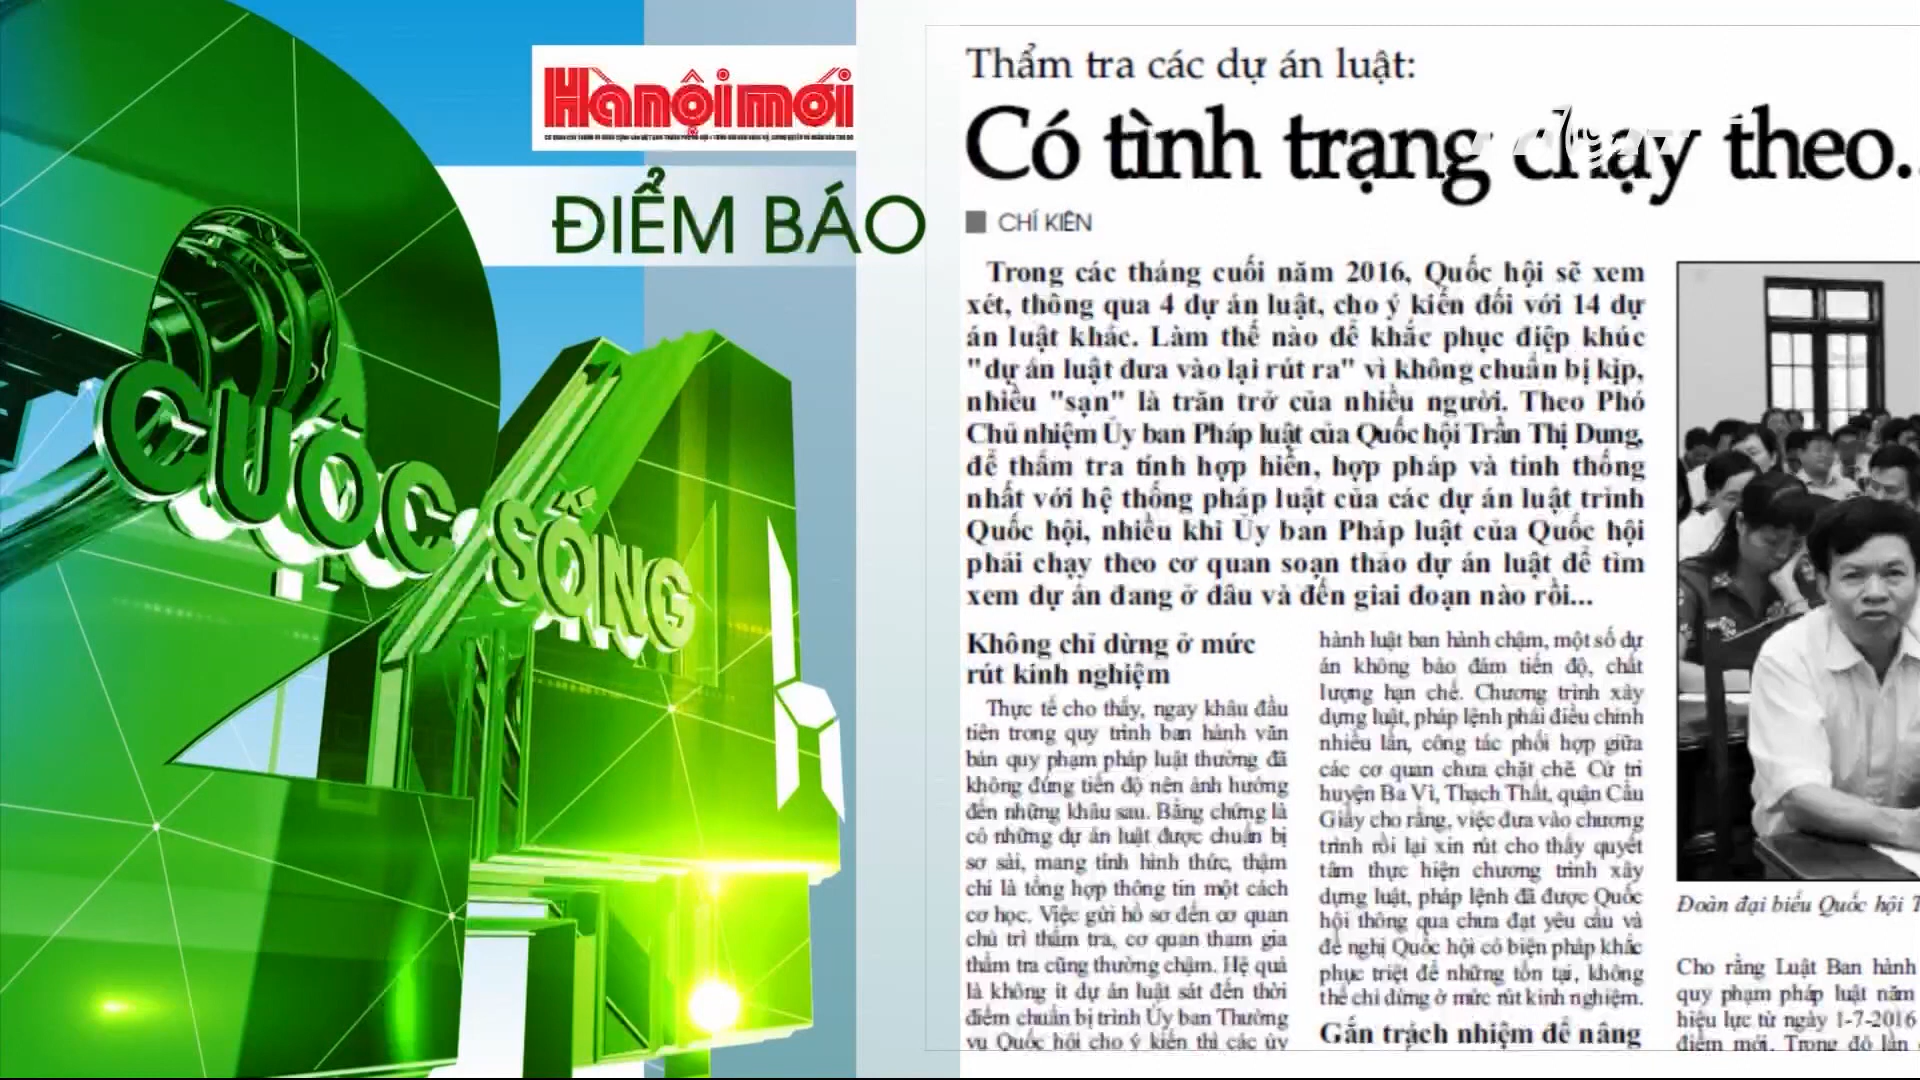 Hànộimới
ĐIỂM BÁO
CUỘC SỐNG
24H
Thẩm tra các dự án luật:
Có tình trạng chạy theo...
CHÍ KIÊN
Trong các tháng cuối năm 2016, Quốc hội sẽ xem
xét, thông qua 4 dự án luật, cho ý kiến đối với 14 dự
án luật khác. Làm thế nào để khắc phục điệp khúc
"dự án luật đưa vào lại rút ra" vì không chuẩn bị kịp,
nhiều "sạn" là trăn trở của nhiều người. Theo Phó
Chủ nhiệm Ủy ban Pháp luật của Quốc hội Trần Thị Dung,
để thẩm tra tính hợp hiến, hợp pháp và tính thống
nhất với hệ thống pháp luật của các dự án luật trình
Quốc hội, nhiều khi Ủy ban Pháp luật của Quốc hội
phải chạy theo cơ quan soạn thảo dự án luật để tìm
xem dự án đang ở đâu và đến giai đoạn nào rồi...
Không chỉ dừng ở mức
rút kinh nghiệm
Thực tế cho thấy, ngay khâu đầu
tiên trong quy trình ban hành văn
bản quy phạm pháp luật thường đã
không đúng tiến độ nên ảnh hưởng
đến những khâu sau. Bằng chứng là
có những dự án luật được chuẩn bị
sơ sài, mang tính hình thức, thậm
chí là tổng hợp thông tin một cách
cơ học. Việc gửi hồ sơ đến cơ quan
chủ trì thẩm tra, cơ quan tham gia
thẩm tra cũng thường chậm. Hệ quả
là không ít dự án luật sát đến thời
điểm chuẩn bị trình Ủy ban Thường
vụ Quốc hội cho ý kiến thì các ủy
hành luật ban hành chậm, một số dự
án không bảo đảm tiến độ, chất
lượng hạn chế. Chương trình xây
dựng luật, pháp lệnh phải điều chỉnh
nhiều lần, công tác phối hợp giữa
các cơ quan chưa chặt chẽ. Cử tri
huyện Ba Vì, Thạch Thất, quận Cầu
Giấy cho rằng, việc đưa vào chương
trình rồi lại xin rút cho thấy quyết
tâm thực hiện chương trình xây
dựng luật, pháp lệnh đã được Quốc
hội thông qua chưa đạt yêu cầu và
đề nghị Quốc hội có biện pháp khắc
phục triệt để những tồn tại, không
thể chỉ dừng ở mức rút kinh nghiệm.
Gắn trách nhiệm để nâng
Đoàn đại biểu Quốc hội T
Cho rằng Luật Ban hành
quy phạm pháp luật năm
hiệu lực từ ngày 1-7-2016
điểm mới. Trong đó lần